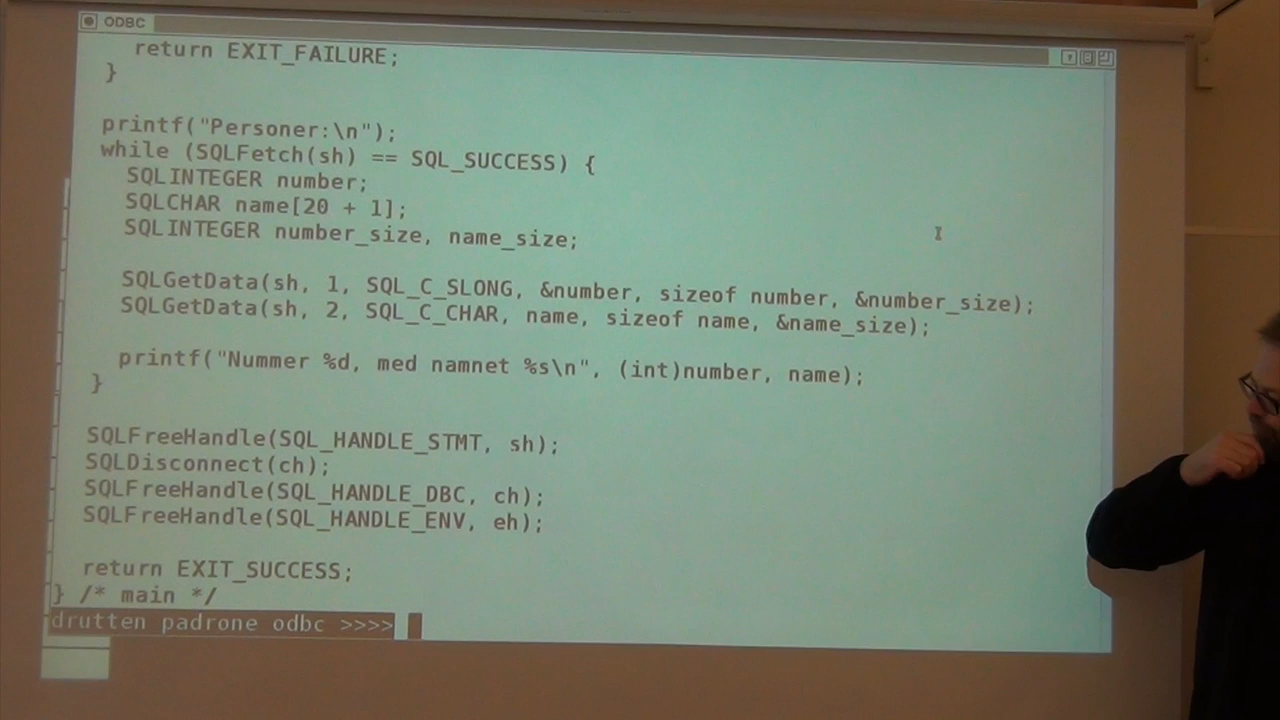 ODBC
return EXIT_FAILURE;
}
printf("Personer:\n");
while (SQLFetch(sh) == SQL_SUCCESS) {
SQLINTEGER number;
SQLCHAR name[20 + 1];
SQLINTEGER number_size, name_size;
SQLGetData(sh, 1, SQL_C_SLONG, &number, sizeof number, &number_size);
SQLGetData(sh, 2, SQL_C_CHAR, name, sizeof name, &name_size);
printf("Nummer %d, med namnet %s\n", (int)number, name);
}
SQLFreeHandle(SQL_HANDLE_STMT, sh);
SQLDisconnect(ch);
SQLFreeHandle(SQL_HANDLE_DBC, ch);
SQLFreeHandle(SQL_HANDLE_ENV, eh);
return EXIT_SUCCESS;
} /* main */
drutten padrone odbc >>>>